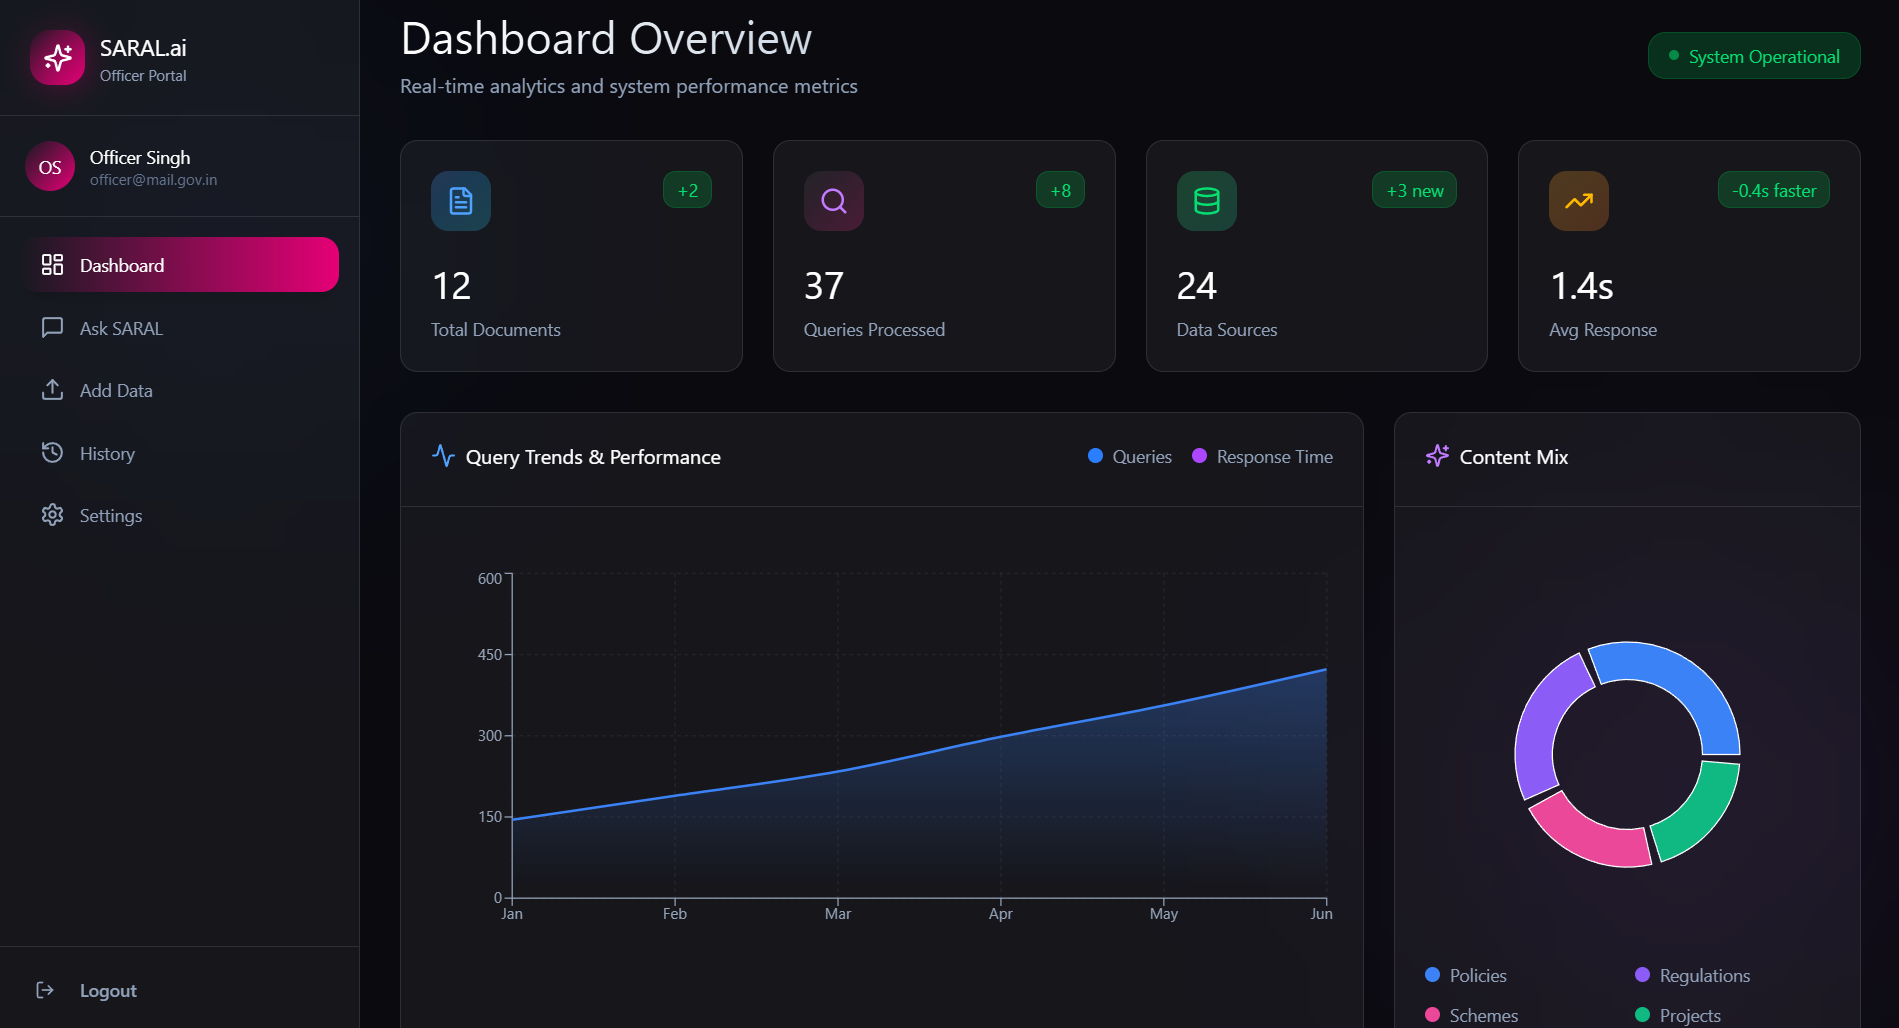 SARAL.ai
Officer Portal
OS
Officer Singh
officer@mail.gov.in
Dashboard
Ask SARAL
Add Data
History
Settings
Logout
Dashboard Overview
Real-time analytics and system performance metrics
System Operational
+2
12
Total Documents
+8
37
Queries Processed
+3 new
24
Data Sources
-0.4s faster
1.4s
Avg Response
Query Trends & Performance
Queries
Response Time
600
450
300
150
0
Jan Feb Mar Apr May Jun
Content Mix
Policies
Regulations
Schemes
Projects